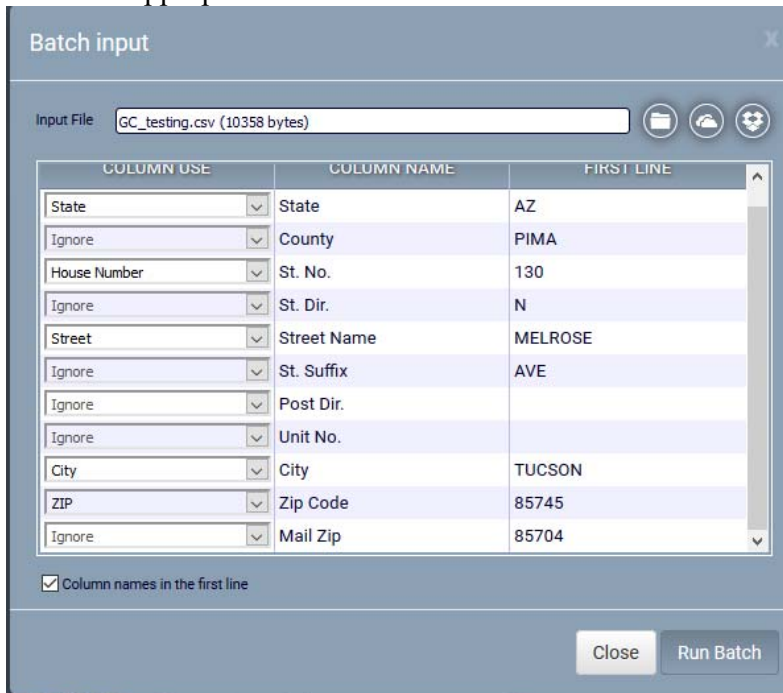 Batch input
X
Input File GC_testing.csv (10358 bytes)
COLUMN USE COLUMN NAME FIRST LINE
State State AZ
Ignore County PIMA
House Number St. No. 130
Ignore St. Dir. N
Street Street Name MELROSE
Ignore St. Suffix AVE
Ignore Post Dir.
Ignore Unit No.
City City TUCSON
ZIP Zip Code 85745
Ignore Mail Zip 85704
Column names in the first line
Close Run Batch